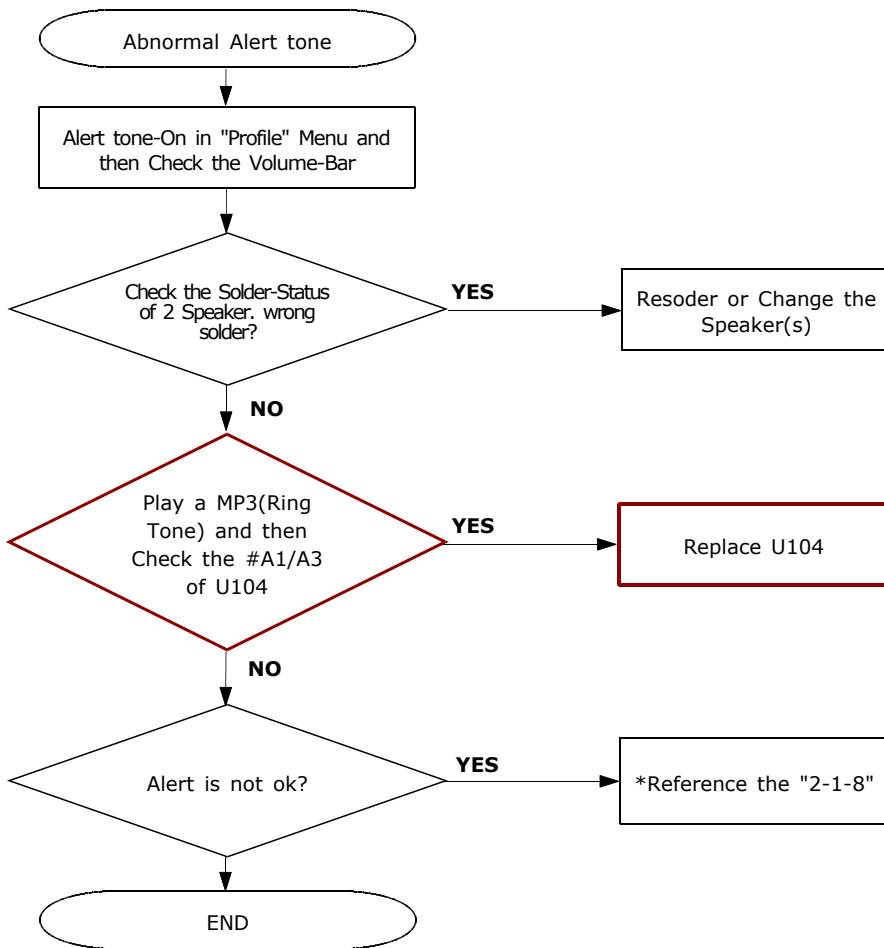 Abnormal Alert tone
Alert tone-On in "Profile" Menu and
then Check the Volume-Bar
Check the Solder-Status
of 2 Speaker. wrong
solder?
YES
Resoder or Change the
Speaker(s)
NO
Play a MP3(Ring
Tone) and then
Check the #A1/A3
of U104
YES
Replace U104
NO
Alert is not ok?
YES
*Reference the "2-1-8"
END